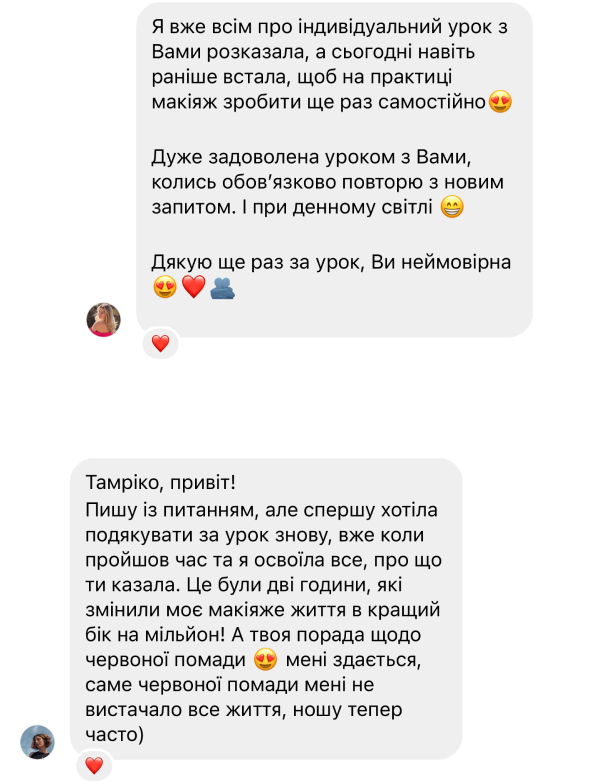 Я вже всім про індивідуальний урок з
Вами розказала, а сьогодні навіть
раніше встала, щоб на практиці
макіяж зробити ще раз самостійно😍
Дуже задоволена уроком з Вами,
колись обовʼязково повторю з новим
запитом. І при денному світлі 😁
Дякую ще раз за урок, Ви неймовірна
😍❤️🫂
❤️
Тамріко, привіт!
Пишу із питанням, але спершу хотіла
подякувати за урок знову, вже коли
пройшов час та я освоїла все, про що
ти казала. Це були дві години, які
змінили моє макіяже життя в кращий
бік на мільйон! А твоя порада щодо
червоної помади 😍 мені здається,
саме червоної помади мені не
вистачало все життя, ношу тепер
часто)
❤️